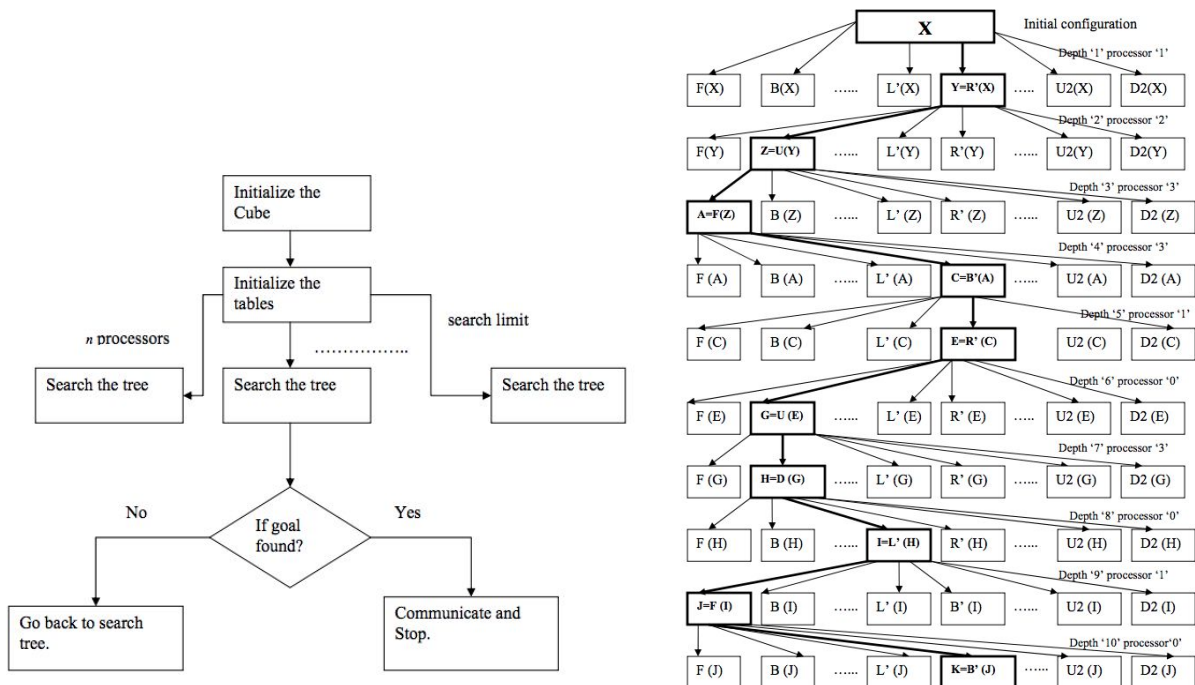 Initialize the
Cube
Initialize the
tables
n processors
search limit
……………..
Search the tree
Search the tree
Search the tree
No
If goal
found?
Yes
Go back to search
tree.
Communicate and
Stop.
X
Initial configuration
Depth '1' processor '1'
F(X) B(X) …... L'(X) Y=R'(X) …... U2(X) D2(X)
Depth '2' processor '2'
F(Y) Z=U(Y) …... L'(Y) R'(Y) …... U2(Y) D2(Y)
Depth '3' processor '3'
A=F(Z) B (Z) …... L' (Z) R' (Z) …... U2 (Z) D2 (Z)
Depth '4' processor '3'
F (A) B (A) …... L' (A) C=B'(A) …... U2 (A) D2 (A)
Depth '5' processor '1'
F (C) B (C) …... L' (C) E=R' (C) U2 (C) D2 (C)
Depth '6' processor '0'
F (E) G=U (E) …... L' (E) R' (E) …... U2 (E) D2 (E)
Depth '7' processor '3'
F (G) H=D (G) …... L' (G) R' (G) …... U2 (G) D2 (G)
Depth '8' processor '0'
F (H) B (H) …... I=L' (H) R' (H) …... U2 (H) D2 (H)
Depth '9' processor '1'
J=F (I) B (I) …... L' (I) B' (I) …... U2 (I) D2 (I)
Depth '10' processor'0'
F (J) B (J) …... L' (J) K=B' (J) …... U2 (J) D2 (J)